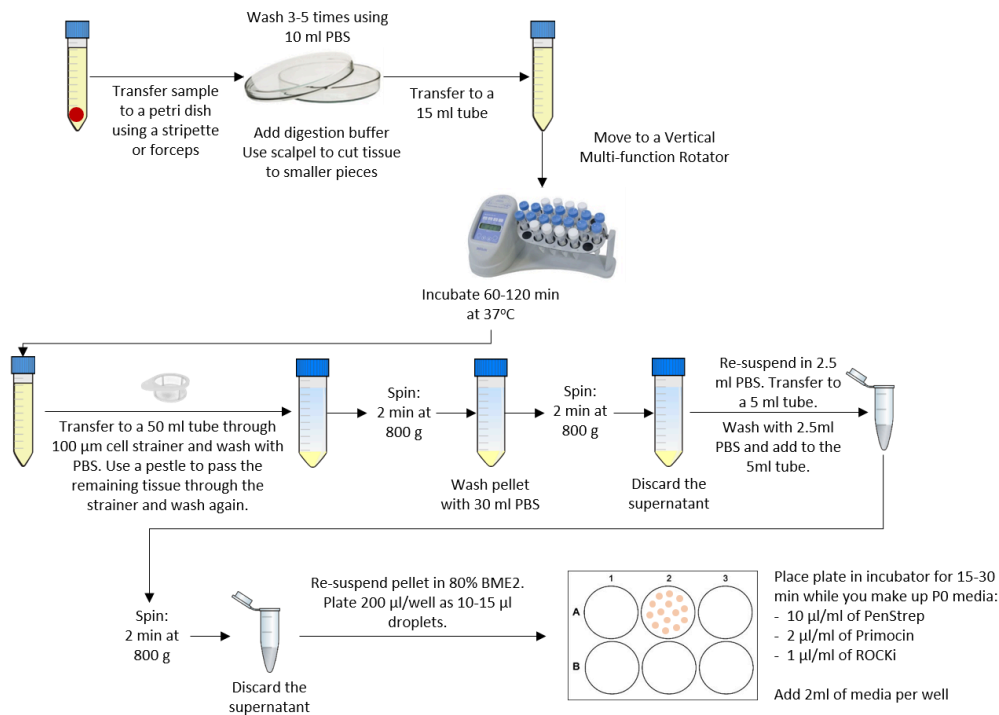 Wash 3-5 times using
10 ml PBS
Transfer sample
to a petri dish
using a stripette
or forceps
Add digestion buffer
Use scalpel to cut tissue
to smaller pieces
Transfer to a
15 ml tube
Move to a Vertical
Multi-function Rotator
Incubate 60-120 min
at 37°C
Transfer to a 50 ml tube through
100 µm cell strainer and wash with
PBS. Use a pestle to pass the
remaining tissue through the
strainer and wash again.
Spin:
2 min at
800 g
Wash pellet
with 30 ml PBS
Spin:
2 min at
800 g
Discard the
supernatant
Re-suspend in 2.5
ml PBS. Transfer to
a 5 ml tube.
Wash with 2.5ml
PBS and add to the
5ml tube.
Spin:
2 min at
800 g
Discard the
supernatant
Re-suspend pellet in 80% BME2.
Plate 200 µl/well as 10-15 µl
droplets.
1 2 3
A
B
Place plate in incubator for 15-30
min while you make up P0 media:
- 10 µl/ml of PenStrep
- 2 µl/ml of Primocin
- 1 µl/ml of ROCKi
Add 2ml of media per well